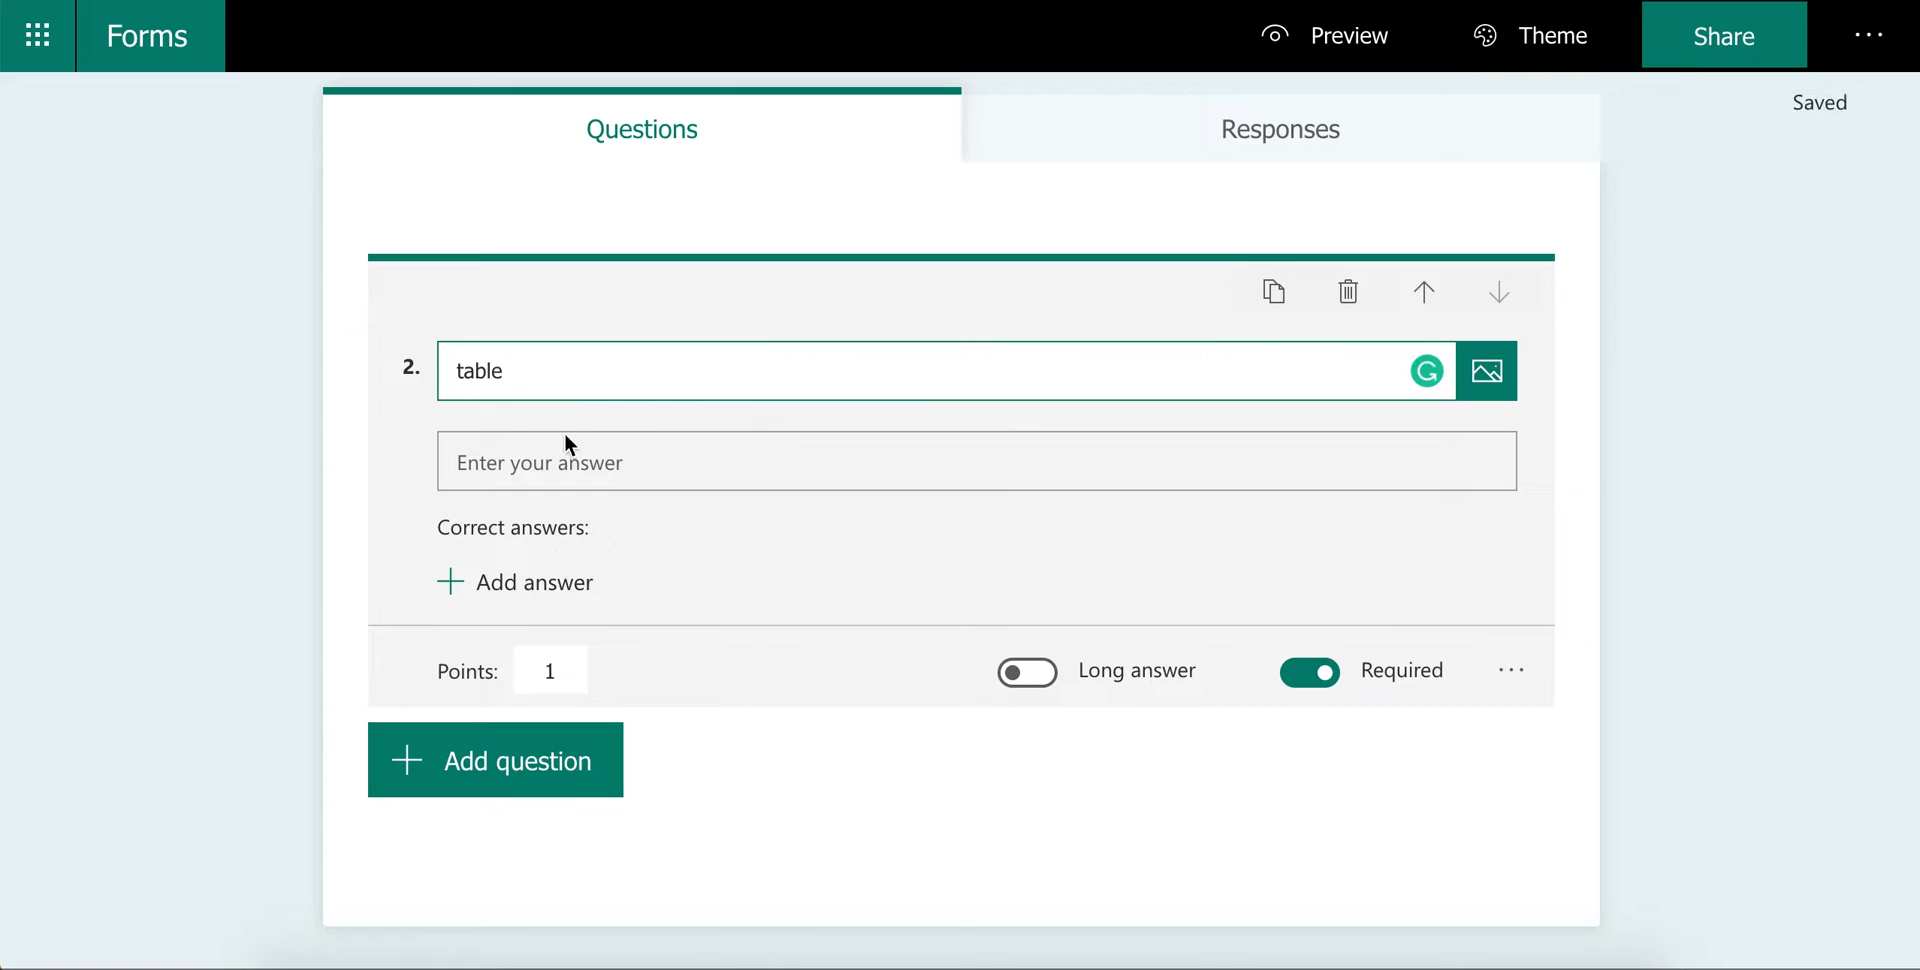 Forms
Preview
Theme
Share
Saved
Questions
Responses
2.
table
Enter your answer
Correct answers:
Add answer
Points: 1
Long answer
Required
Add question